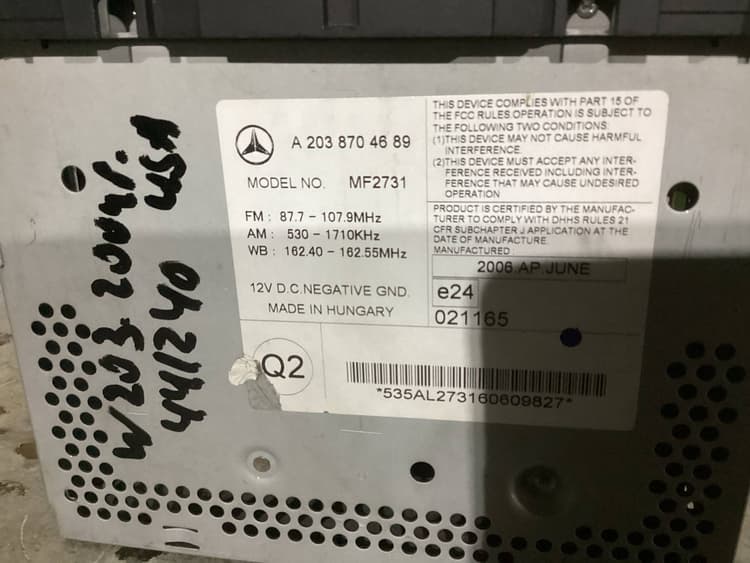 W203 2004г.
USA
441240
A 203 870 46 89
MODEL NO. MF2731
FM : 87.7 - 107.9MHz
AM : 530 - 1710KHz
WB : 162.40 - 162.55MHz
12V D.C.NEGATIVE GND.
MADE IN HUNGARY
THIS DEVICE COMPLIES WITH PART 15 OF
THE FCC RULES OPERATION IS SUBJECT TO
THE FOLLOWING TWO CONDITIONS:
(1)THIS DEVICE MAY NOT CAUSE HARMFUL
INTERFERENCE.
(2)THIS DEVICE MUST ACCEPT ANY INTER-
FERENCE RECEIVED INCLUDING INTER-
FERENCE THAT MAY CAUSE UNDESIRED
OPERATION
PRODUCT IS CERTIFIED BY THE MANUFAC-
TURER TO COMPLY WITH DHHS RULES 21
CFR SUBCHAPTER J APPLICATION AT THE
DATE OF MANUFACTURE.
MANUFACTURED :
2006.AP.JUNE
e24
021165
Q2
*535AL273160609827*